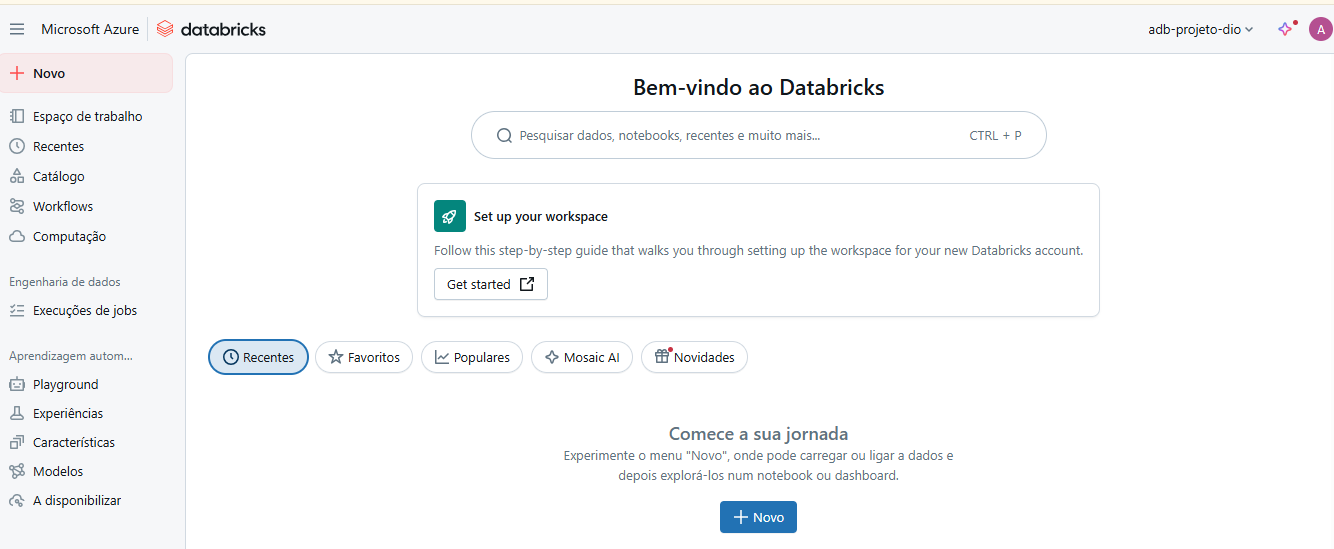 Microsoft Azure
databricks
adb-projeto-dio
A
Novo
Espaço de trabalho
Recentes
Catálogo
Workflows
Computação
Engenharia de dados
Execuções de jobs
Aprendizagem autom...
Playground
Experiências
Características
Modelos
A disponibilizar
Bem-vindo ao Databricks
Pesquisar dados, notebooks, recentes e muito mais...
CTRL + P
Set up your workspace
Follow this step-by-step guide that walks you through setting up the workspace for your new Databricks account.
Get started
Recentes
Favoritos
Populares
Mosaic AI
Novidades
Comece a sua jornada
Experimente o menu "Novo", onde pode carregar ou ligar a dados e
depois explorá-los num notebook ou dashboard.
Novo